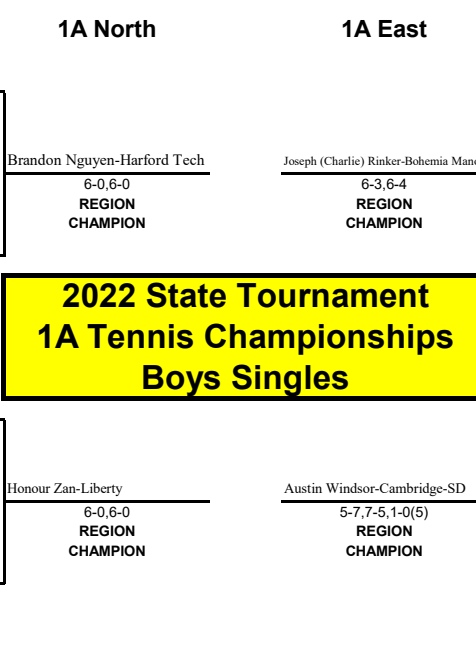 1A North 1A East
Brandon Nguyen-Harford Tech Joseph (Charlie) Rinker-Bohemia
6-0,6-0 6-3,6-4
REGION REGION
CHAMPION CHAMPION
2022 State Tournament
1A Tennis Championships
Boys Singles
Honour Zan-Liberty Austin Windsor-Cambridge-SD
6-0,6-0 5-7,7-5,1-0(5)
REGION REGION
CHAMPION CHAMPION